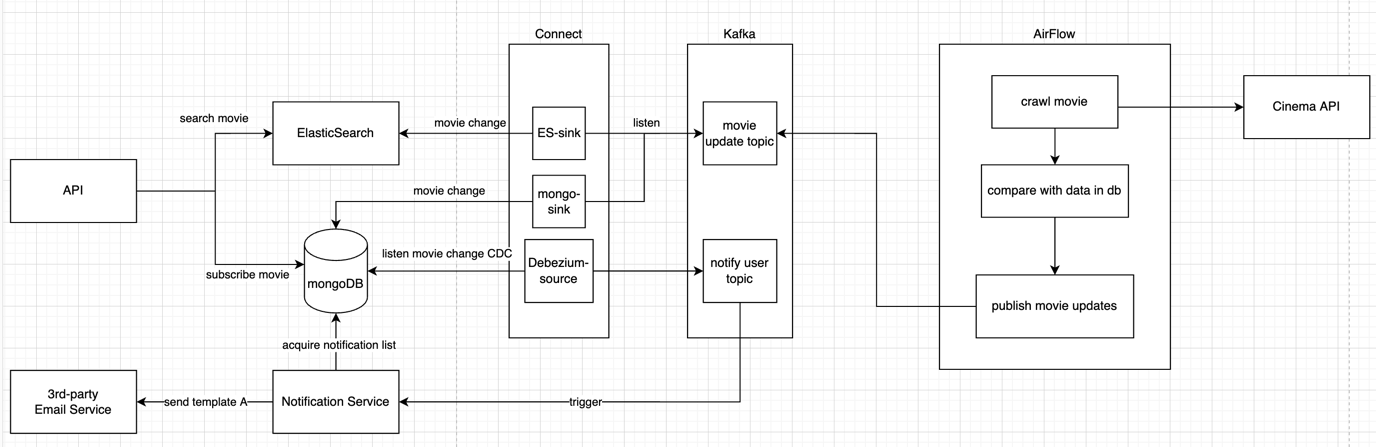 Connect
Kafka
AirFlow
crawl movie
Cinema API
search movie
ElasticSearch
movie change
ES-sink
listen
movie
update topic
API
movie change
mongo-
sink
compare with data in db
subscribe movie
mongoDB
listen movie change CDC
Debezium-
source
notify user
topic
publish movie updates
acquire notification list
3rd-party
Email Service
send template A
Notification Service
trigger